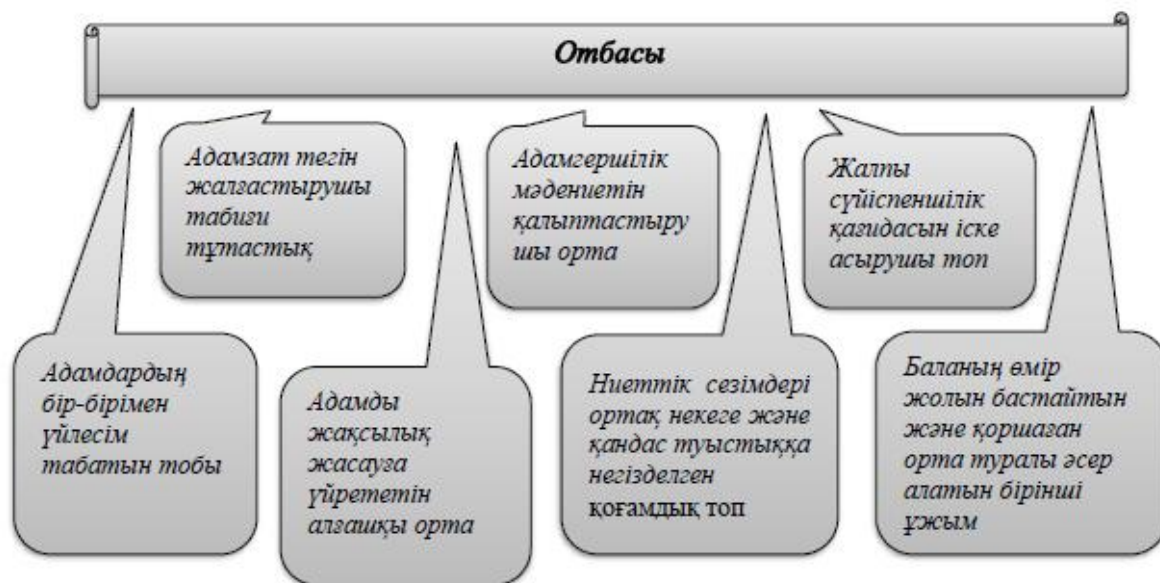 Отбасы
Адамзат тегін
жалғастырушы
табиғи
тұтастық
Адамгершілік
мәдениетін
қалыптастыру
шы орта
Жалпы
сүйіспеншілік
қағидасын іске
асырушы топ
Адамдардың
бір-бірімен
үйлесім
табатын тобы
Адамды
жақсылық
жасауға
үйрететін
алғашқы орта
Ниеттік сезімдері
ортақ некеге және
қандас туыстыққа
негізделген
қоғамдық топ
Баланың өмір
жолын бастайтын
және қоршаған
орта туралы әсер
алатын бірінші
ұжым